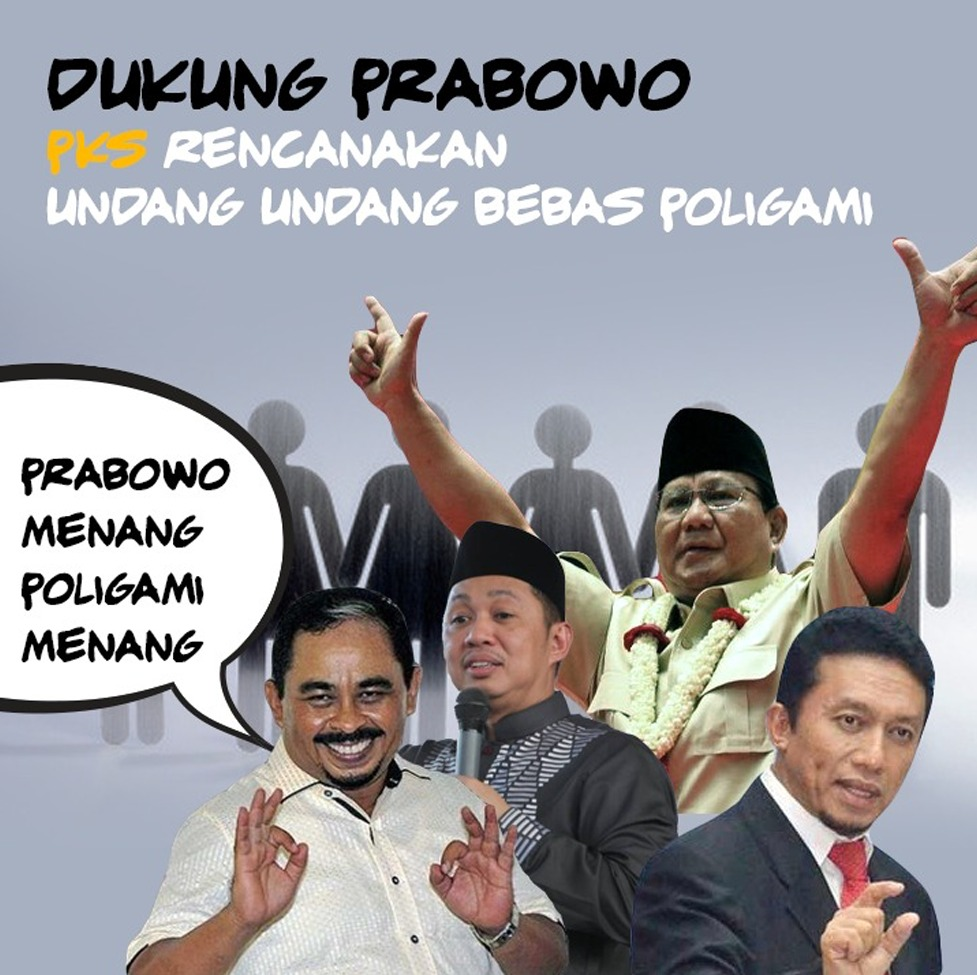 DUKUNG PRABOWO
PKS RENCANAKAN
UNDANG UNDANG BEBAS POLIGAMI
PRABOWO
MENANG
POLIGAMI
MENANG